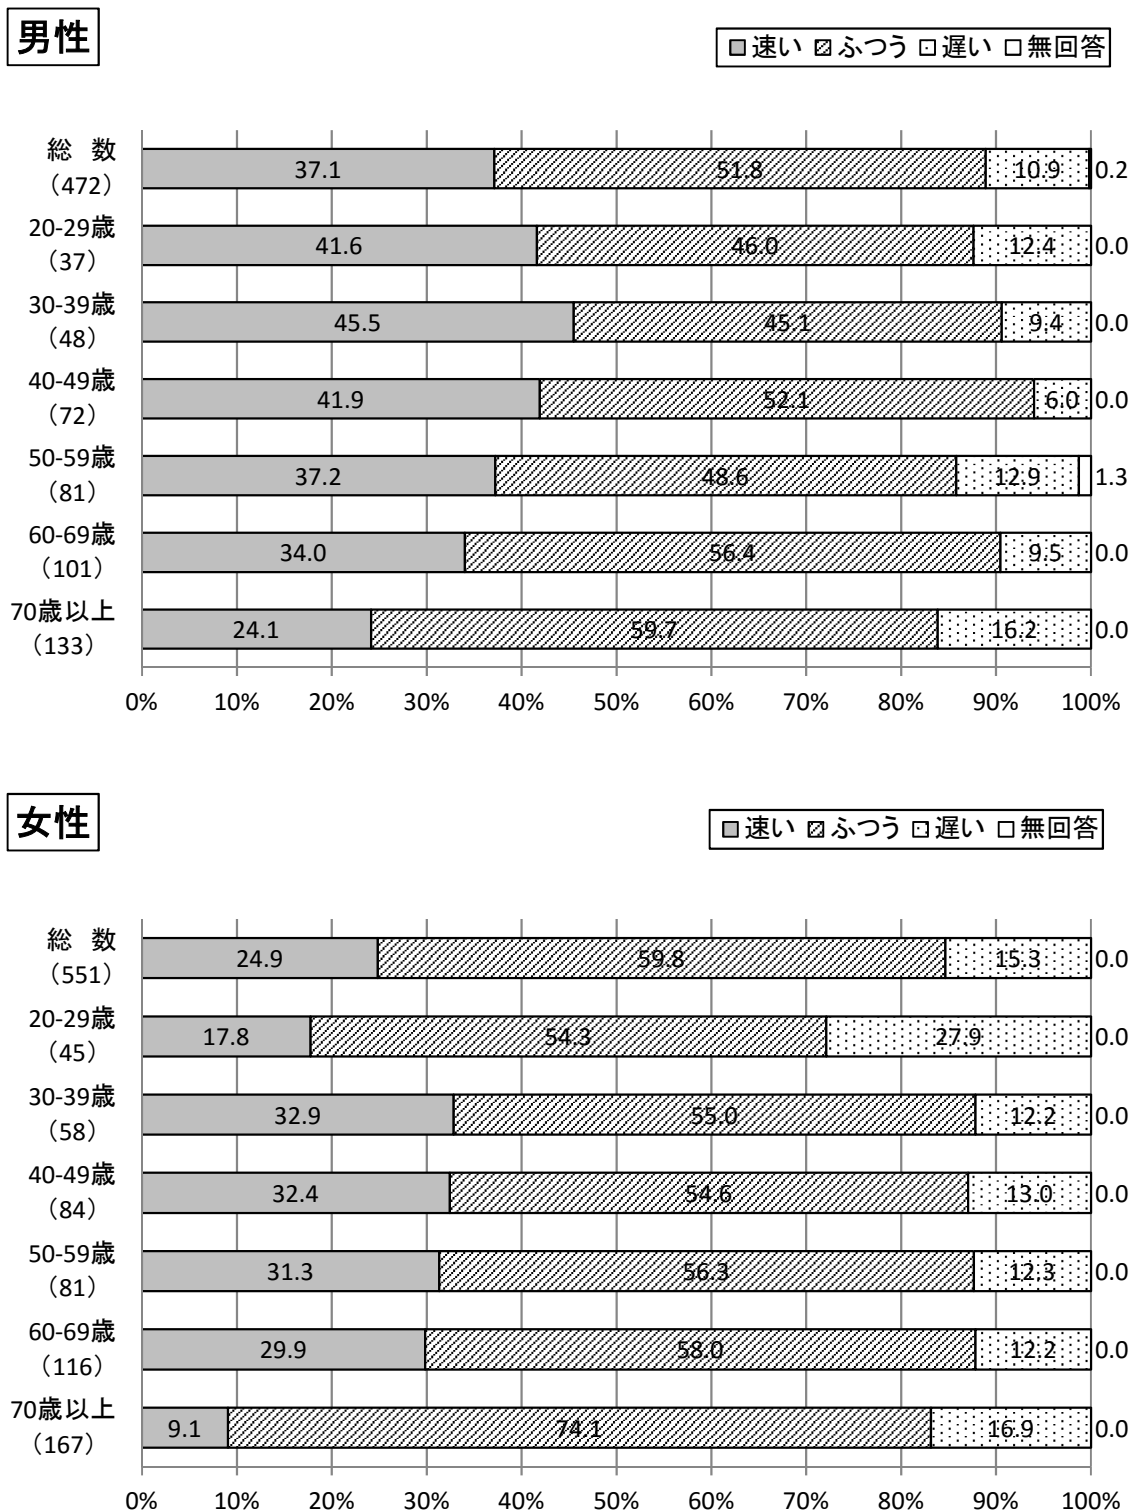 男性
速い ふつう 遅い 無回答
総 数
（472）
37.1 51.8 10.9 0.2
20-29歳
（37）
41.6 46.0 12.4 0.0
30-39歳
（48）
45.5 45.1 9.4 0.0
40-49歳
（72）
41.9 52.1 6.0 0.0
50-59歳
（81）
37.2 48.6 12.9 1.3
60-69歳
（101）
34.0 56.4 9.5 0.0
70歳以上
（133）
24.1 59.7 16.2 0.0
0% 10% 20% 30% 40% 50% 60% 70% 80% 90% 100%
女性
速い ふつう 遅い 無回答
総 数
（551）
24.9 59.8 15.3 0.0
20-29歳
（45）
17.8 54.3 27.9 0.0
30-39歳
（58）
32.9 55.0 12.2 0.0
40-49歳
（84）
32.4 54.6 13.0 0.0
50-59歳
（81）
31.3 56.3 12.3 0.0
60-69歳
（116）
29.9 58.0 12.2 0.0
70歳以上
（167）
9.1 74.1 16.9 0.0
0% 10% 20% 30% 40% 50% 60% 70% 80% 90% 100%